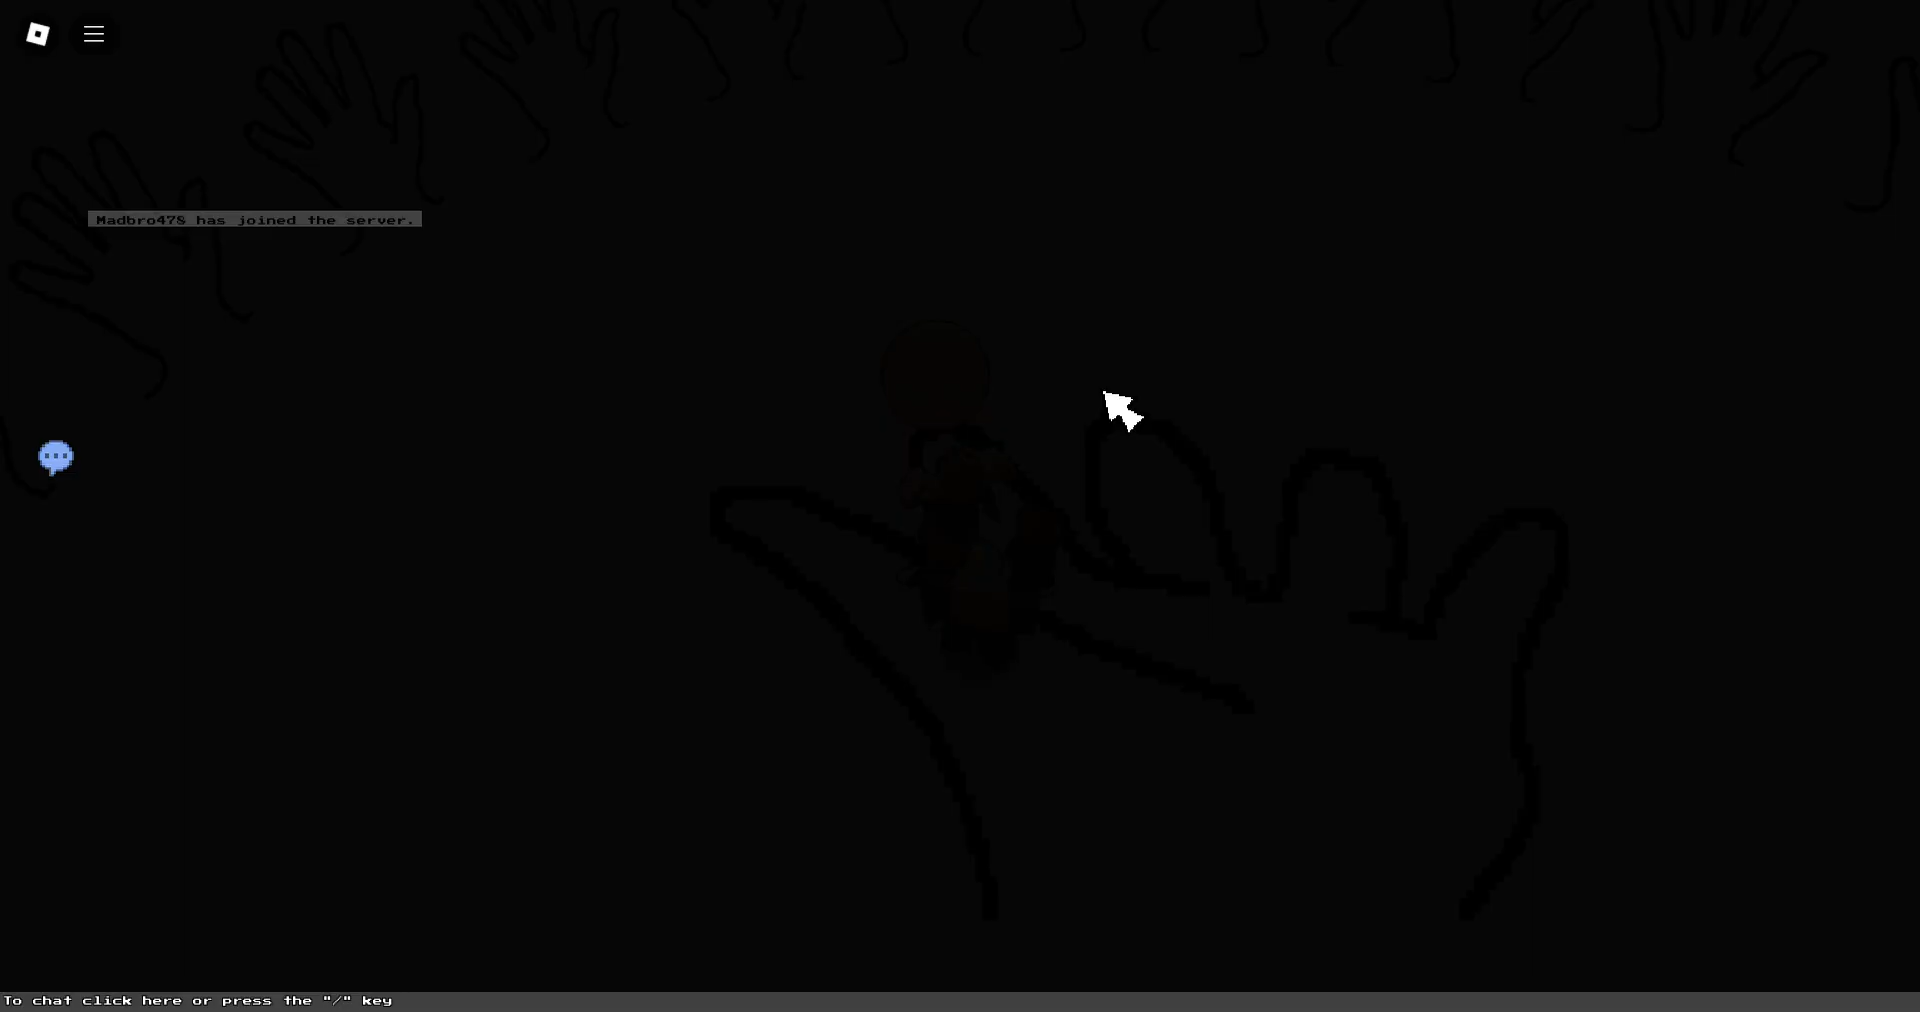 Madbro478 has joined the server.
To chat click here or press the "/" key